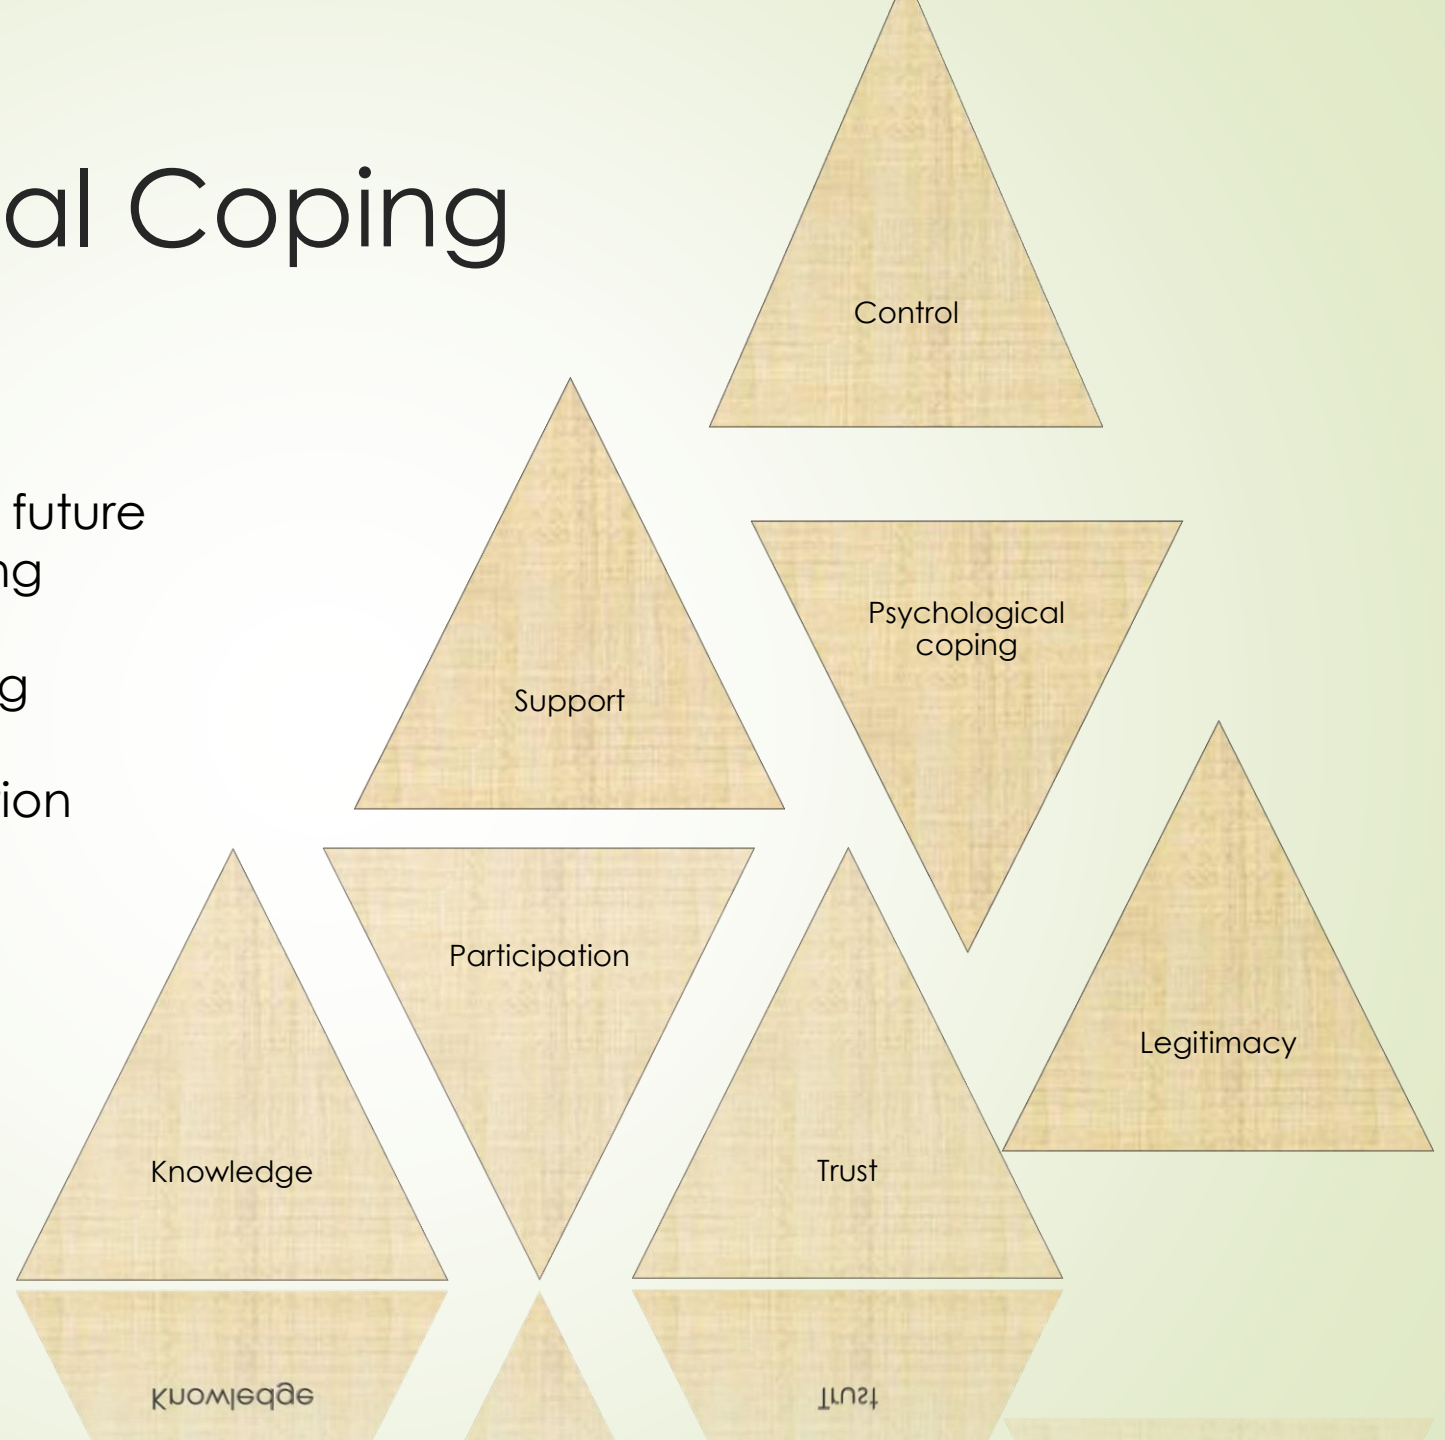 al Coping
future
ng
g
ion
Control
Support
Psychological
coping
Participation
Legitimacy
Knowledge
Trust
Knowledge
Trust